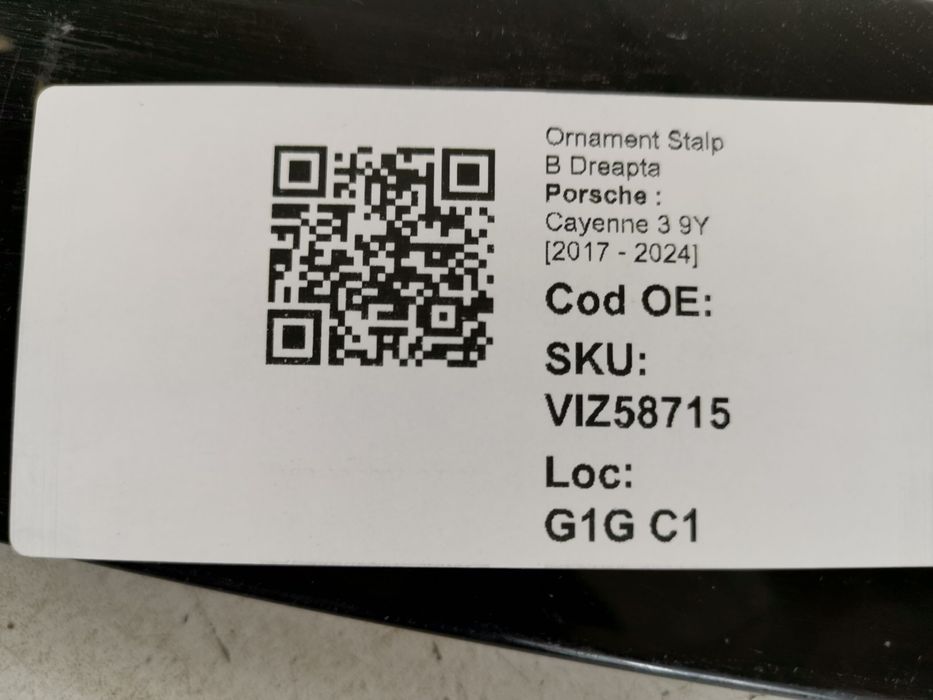 Ornament Stalp
B Dreapta
Porsche :
Cayenne 3 9Y
[2017 - 2024]
Cod OE:
SKU:
VIZ58715
Loc:
G1G C1